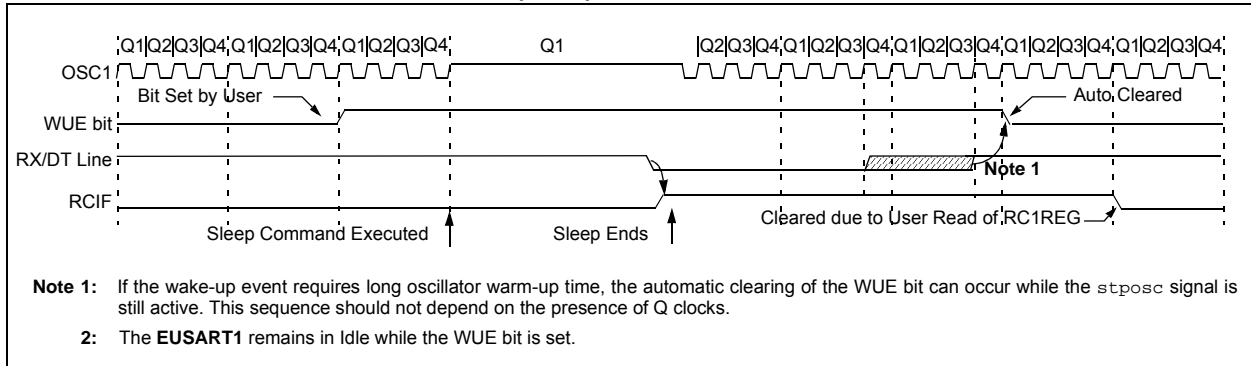 Q1|Q2|Q3|Q4 Q1|Q2|Q3|Q4 Q1|Q2|Q3|Q4 Q1 Q2|Q3|Q4 Q1|Q2|Q3|Q4 Q1|Q2|Q3|Q4 Q1|Q2|Q3|Q4 Q1|Q2|Q3|Q4
OSC1
Bit Set by User Auto Cleared
WUE bit
RX/DT Line
Note 1
RCIF
Cleared due to User Read of RC1REG
Sleep Command Executed Sleep Ends
Note 1: If the wake-up event requires long oscillator warm-up time, the automatic clearing of the WUE bit can occur while the stposc signal is
still active. This sequence should not depend on the presence of Q clocks.
2: The EUSART1 remains in Idle while the WUE bit is set.